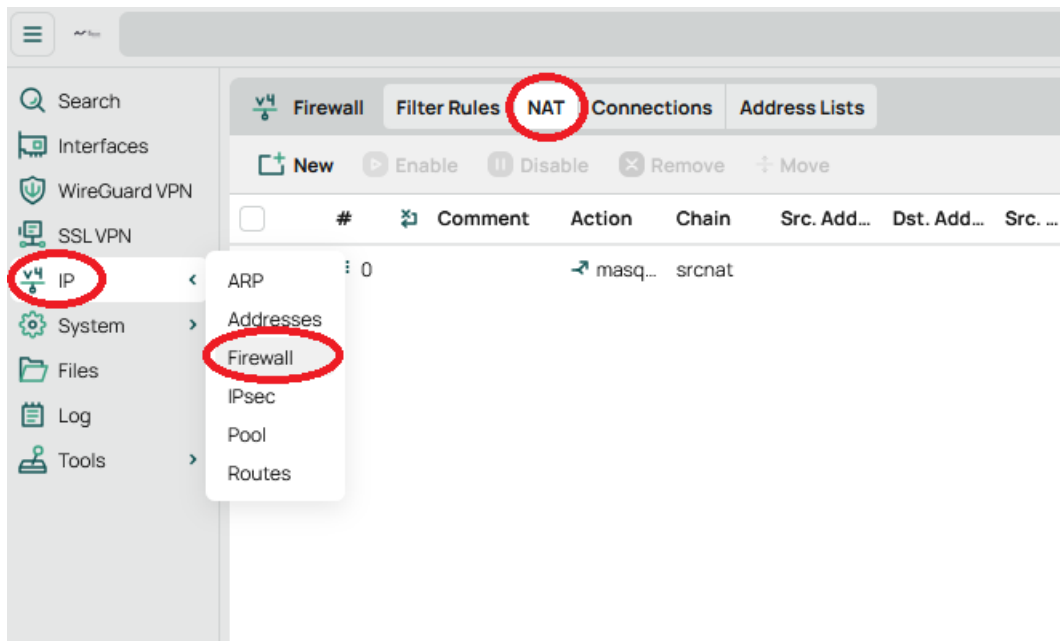 Search
Interfaces
WireGuard VPN
SSL VPN
v4 IP
System
Files
Log
Tools
ARP
Addresses
Firewall
IPsec
Pool
Routes
v4 Firewall Filter Rules NAT Connections Address Lists
New Enable Disable Remove Move
# Comment Action Chain Src. Add... Dst. Add... Src. ...
0 masq... srcnat